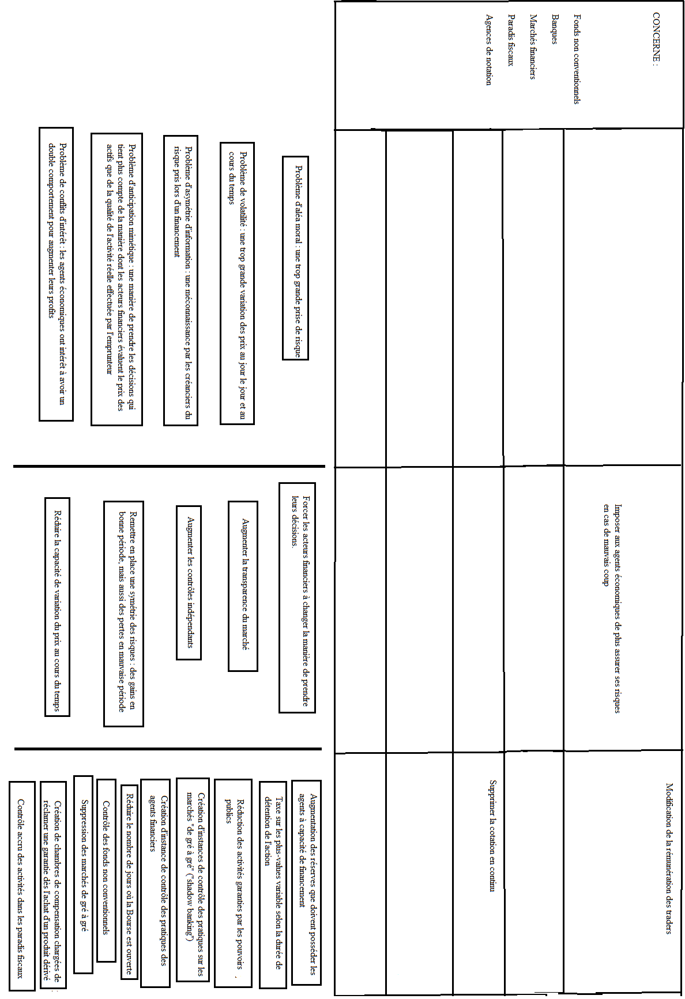 CONCERNE :
Fonds non conventionnels
Banques
Marchés financiers
Paradis fiscaux
Agences de notation
Imposer aux agents économiques de plus assurer ses risques
en cas de mauvais coup
Modification de la rémunération des traders
Supprimer la cotation en continu
Problème d'aléa moral : une trop grande prise de risque
Problème de volatilité : une trop grande variation des prix au jour le jour et au
cours du temps
Problème d'asymétrie d'information : une méconnaissance par les créanciers du
risque pris lors d'un financement
Problème d'anticipation mimétique : une manière de prendre les décisions qui
tient plus compte de la manière dont les acteurs financiers évaluent le prix des
actifs que de la qualité de l'activité réelle effectuée par l'emprunteur
Problème de conflits d'intérêt : les agents économiques ont intérêt à avoir un
double comportement pour augmenter leurs profits
Forcer les acteurs financiers à changer la manière de prendre
leurs décisions.
Augmenter la transparence du marché
Augmenter les contrôles indépendants
Remettre en place une symétrie des risques : des gains en
bonne période, mais aussi des pertes en mauvaise période
Réduire la capacité de variation du prix au cours du temps
Augmentation des réserves que doivent posséder les
agents à capacité de financement
Taxe sur les plus-values variable selon la durée de
détention de l'action
Réduction des activités garanties par les pouvoirs
publics
Création d'instances de contrôle des pratiques sur les
marchés "de gré à gré" ("shadow banking")
Création d'instance de contrôle des pratiques des
agents financiers
Réduire le nombre de jours où la Bourse est ouverte
Contrôle des fonds non conventionnels
Suppression des marchés de gré à gré
Création de chambres de compensation chargées de
réclamer une garantie dès l'achat d'un produit dérivé
Contrôle accru des activités dans les paradis fiscaux